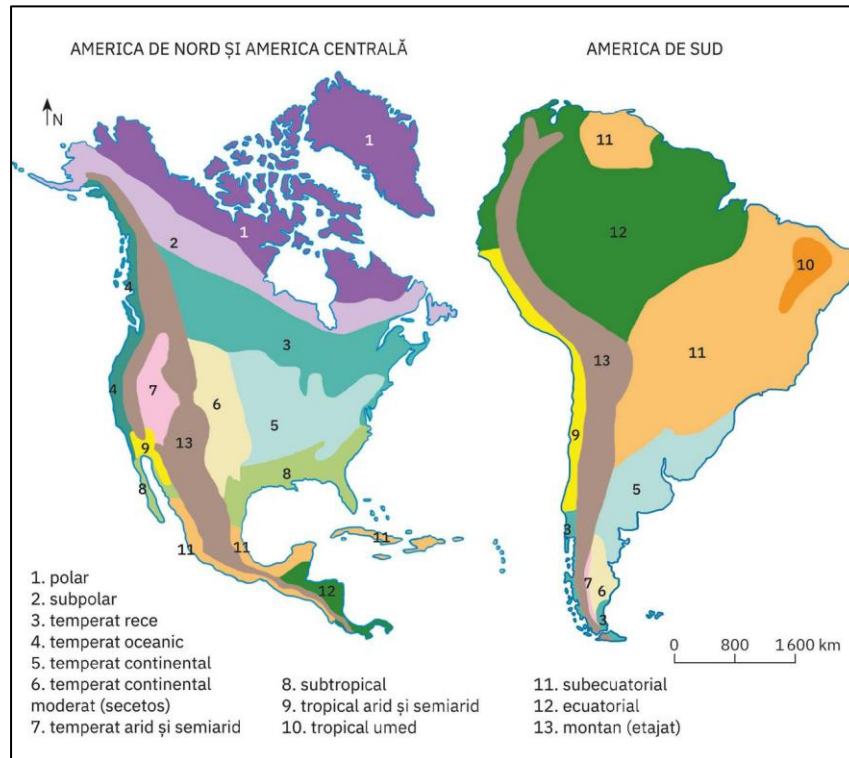 AMERICA DE NORD ȘI AMERICA CENTRALĂ
AMERICA DE SUD
N
1
1
2
4
3
4
7
6
5
13
9
8
8
11
11
11
12
11
12
10
13
11
9
5
3
7
6
3
0 800 1 600 km
1. polar
2. subpolar
3. temperat rece
4. temperat oceanic
5. temperat continental
6. temperat continental
moderat (secetos)
7. temperat arid și semiarid
8. subtropical
9. tropical arid și semiarid
10. tropical umed
11. subecuatorial
12. ecuatorial
13. montan (etajat)